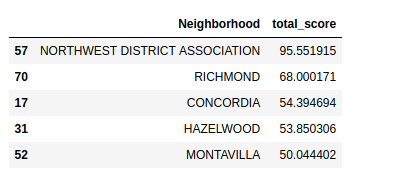 Neighborhood total_score
57 NORTHWEST DISTRICT ASSOCIATION 95.551915
70 RICHMOND 68.000171
17 CONCORDIA 54.394694
31 HAZELWOOD 53.850306
52 MONTAVILLA 50.044402